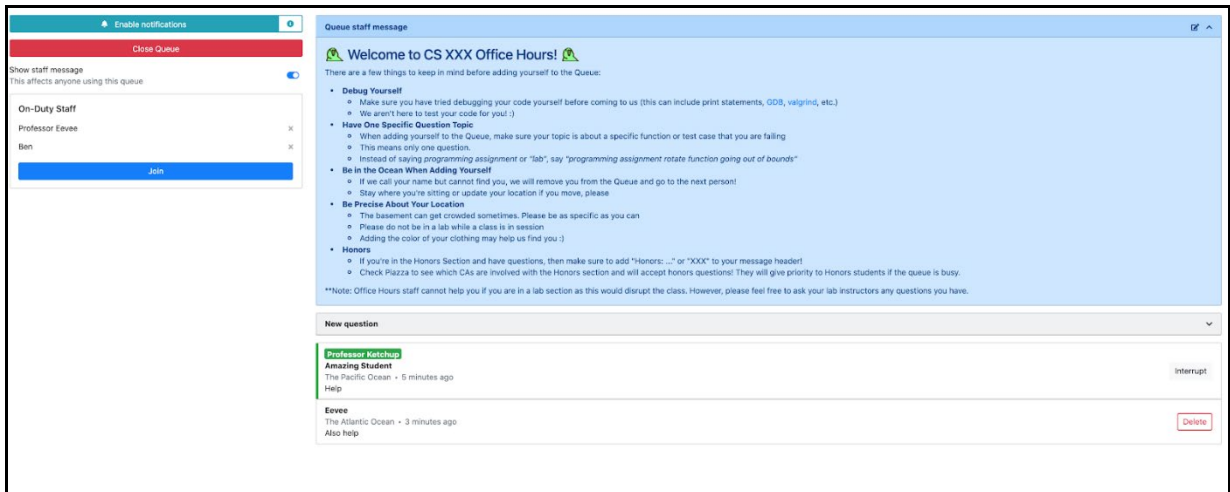 Enable notifications
Close Queue
Show staff message
This affects anyone using this queue
On-Duty Staff
Professor Eevee
Ben
Join
Queue staff message
Welcome to CS XXX Office Hours!
There are a few things to keep in mind before adding yourself to the Queue:
• Debug Yourself
Make sure you have tried debugging your code yourself before coming to us (this can include print statements, GDB, valgrind, etc.)
We aren't here to test your code for you! :)
• Have One Specific Question Topic
When adding yourself to the Queue, make sure your topic is about a specific function or test case that you are failing
This means only one question.
Instead of saying programming assignment or "lab", say "programming assignment rotate function going out of bounds"
• Be in the Ocean When Adding Yourself
If we call your name but cannot find you, we will remove you from the Queue and go to the next person!
Stay where you're sitting or update your location if you move, please
• Be Precise About Your Location
The basement can get crowded sometimes. Please be as specific as you can
Please do not be in a lab while a class is in session
Adding the color of your clothing may help us find you :)
• Honors
If you're in the Honors Section and have questions, then make sure to add "Honors: ..." or "XXX" to your message header!
Check Piazza to see which CAs are involved with the Honors section and will accept honors questions! They will give priority to Honors students if the queue is busy.
**Note: Office Hours staff cannot help you if you are in a lab section as this would disrupt the class. However, please feel free to ask your lab instructors any questions you have.
New question
Professor Ketchup
Amazing Student
The Pacific Ocean • 5 minutes ago
Help
Interrupt
Eevee
The Atlantic Ocean • 3 minutes ago
Also help
Delete